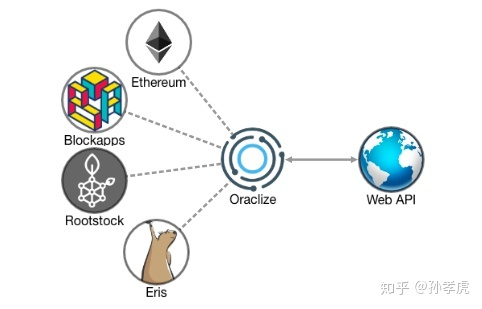 Ethereum
Blockapps
Rootstock
Eris
Oraclize
Web API
知乎 @孙孝虎